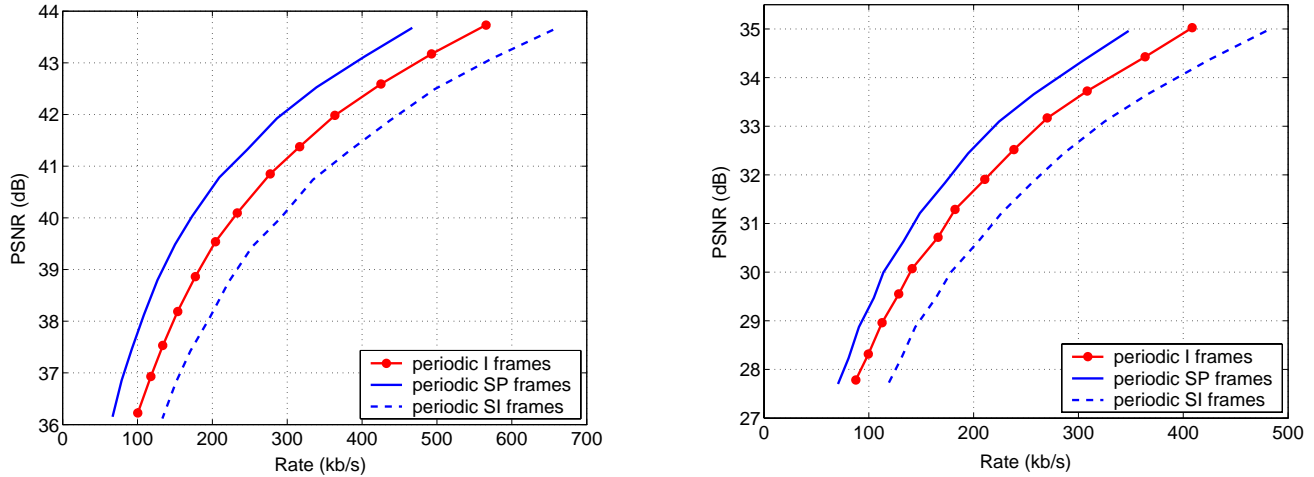 44
43
42
41
40
39
38
37
36
PSNR (dB)
0 100 200 300 400 500 600 700
Rate (kb/s)
periodic I frames
periodic SP frames
periodic SI frames
35
34
33
32
31
30
29
28
27
PSNR (dB)
0 100 200 300 400 500
Rate (kb/s)
periodic I frames
periodic SP frames
periodic SI frames